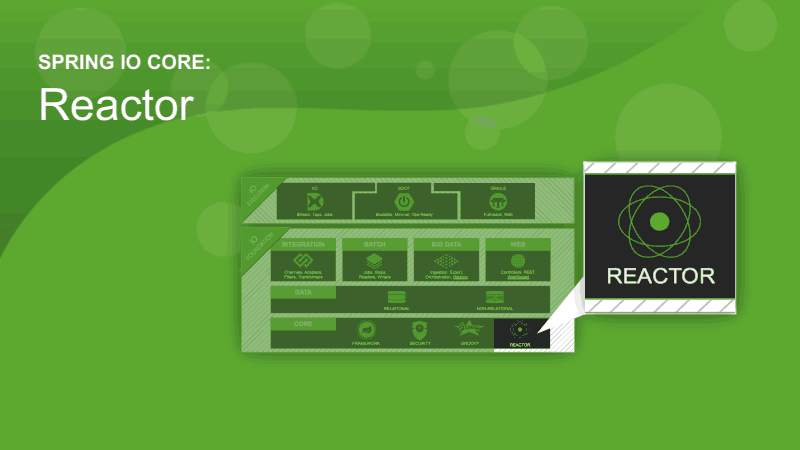 SPRING IO CORE:
Reactor
IO
EXECUTION
XD
Stream, Taps, Jobs
BOOT
Bootable, Minimal, Ops-Ready
GRAILS
Full-stack, Web
IO
FOUNDATION
INTEGRATION
Channels, Adapters,
Filters, Transformers
BATCH
Jobs, Steps,
Readers, Writers
BIG DATA
Ingestion, Export,
Orchestration, Hadoop
WEB
Controllers, REST,
WebSocket
DATA
RELATIONAL
NON-RELATIONAL
CORE
FRAMEWORK
SECURITY
GROOVY
REACTOR
REACTOR